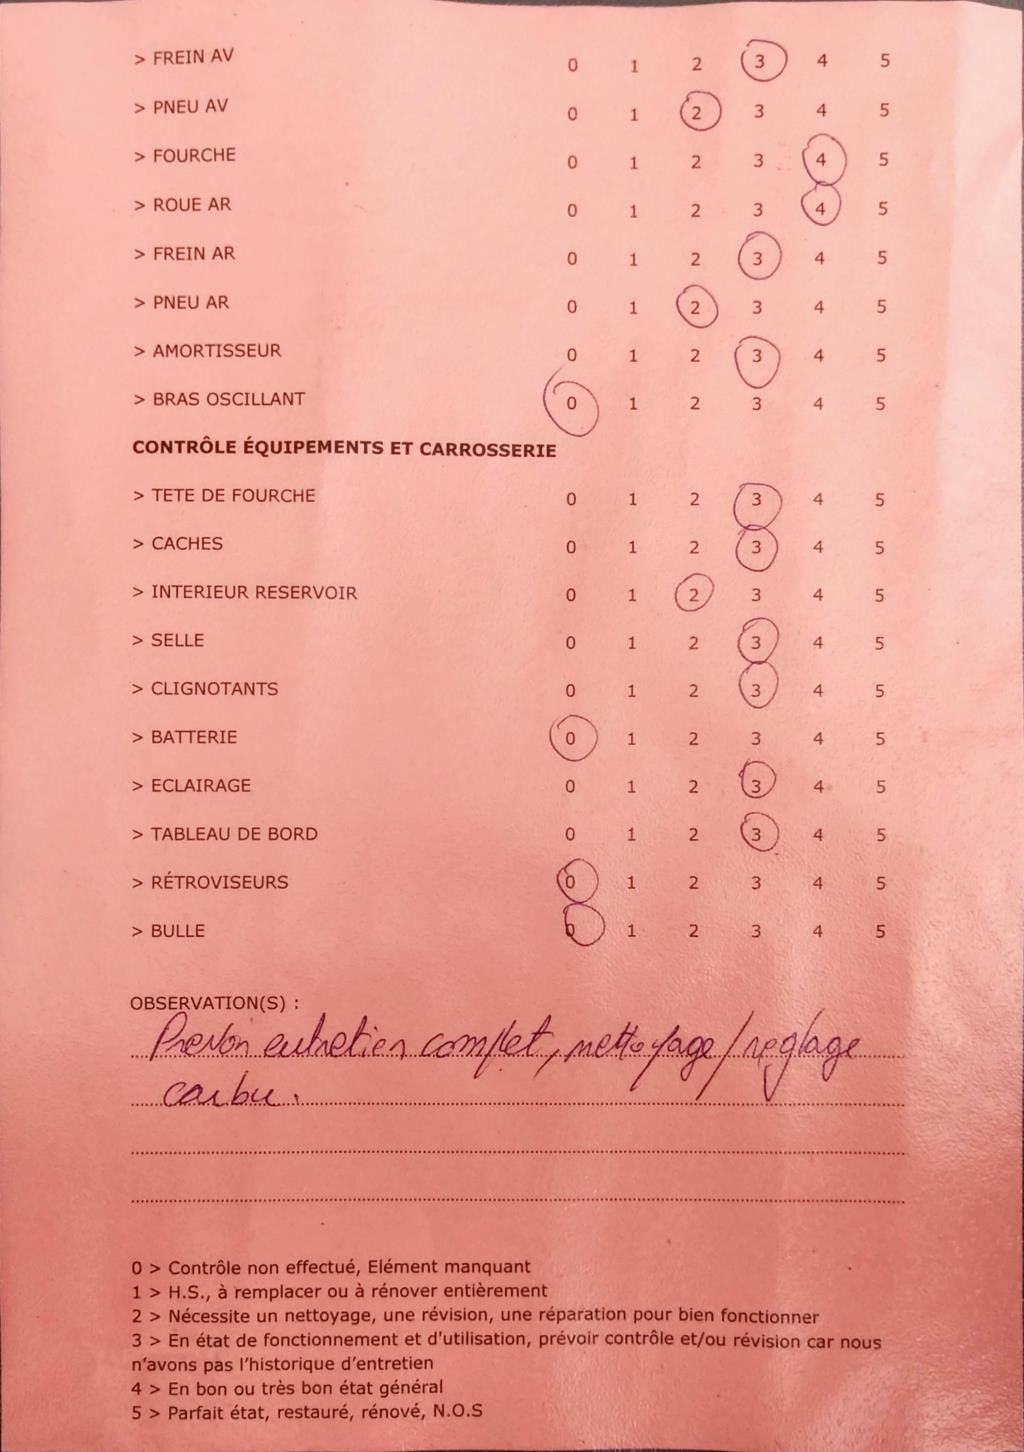 > FREIN AV 0 1 2 3 4 5
> PNEU AV 0 1 2 3 4 5
> FOURCHE 0 1 2 3 4 5
> ROUE AR 0 1 2 3 4 5
> FREIN AR 0 1 2 3 4 5
> PNEU AR 0 1 2 3 4 5
> AMORTISSEUR 0 1 2 3 4 5
> BRAS OSCILLANT 0 1 2 3 4 5
CONTRÔLE ÉQUIPEMENTS ET CARROSSERIE
> TETE DE FOURCHE 0 1 2 3 4 5
> CACHES 0 1 2 3 4 5
> INTERIEUR RESERVOIR 0 1 2 3 4 5
> SELLE 0 1 2 3 4 5
> CLIGNOTANTS 0 1 2 3 4 5
> BATTERIE 0 1 2 3 4 5
> ECLAIRAGE 0 1 2 3 4 5
> TABLEAU DE BORD 0 1 2 3 4 5
> RÉTROVISEURS 0 1 2 3 4 5
> BULLE 0 1 2 3 4 5
OBSERVATION(S) :
entretien complet, nettoyage/reglage
carbu.
0 > Contrôle non effectué, Elément manquant
1 > H.S., à remplacer ou à rénover entièrement
2 > Nécessite un nettoyage, une révision, une réparation pour bien fonctionner
3 > En état de fonctionnement et d'utilisation, prévoir contrôle et/ou révision car nous
n'avons pas l'historique d'entretien
4 > En bon ou très bon état général
5 > Parfait état, restauré, rénové, N.O.S